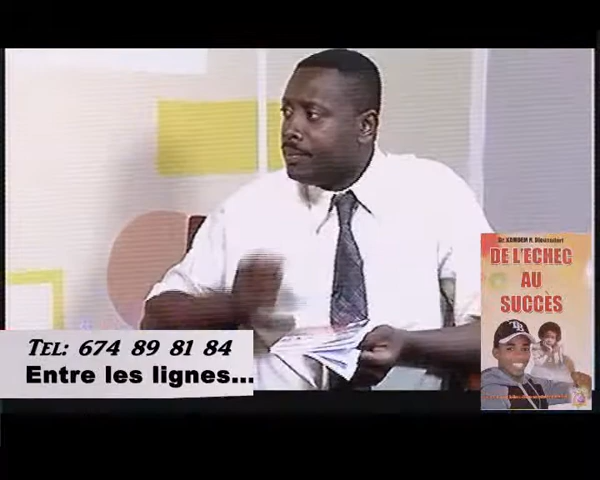 DE L'ECHEC
AU
SUCCÈS
TEL: 674 89 81 84
Entre les lignes...